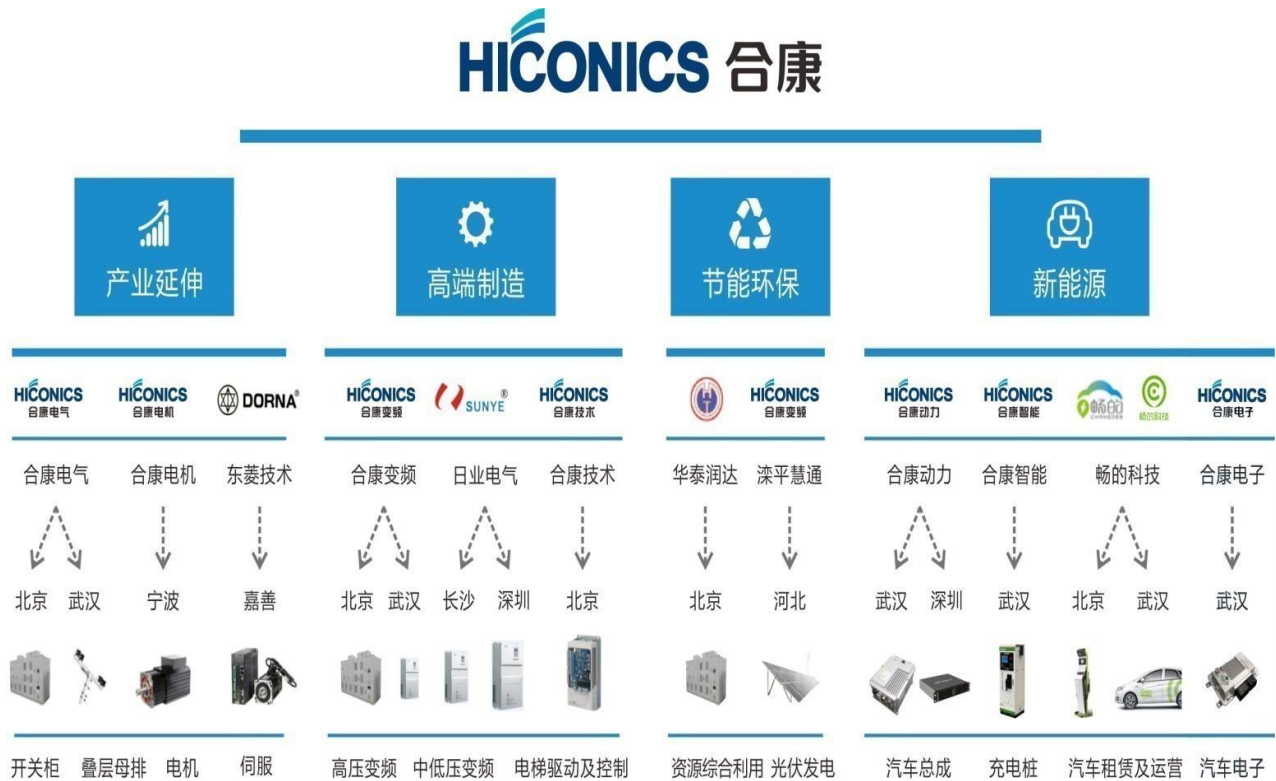 HICONICS 合康
产业延伸
高端制造
节能环保
新能源
HICONICS
合康电气
HICONICS
合康电机
DORNA®
HICONICS
合康变频
SUNYE®
HICONICS
合康技术
HICONICS
合康变频
HICONICS
合康动力
HICONICS
合康智能
畅的
CHANGDEE
畅的科技
HICONICS
合康电子
合康电气 合康电机 东菱技术 合康变频 日业电气 合康技术 华泰润达 滦平慧通 合康动力 合康智能 畅的科技 合康电子
北京 武汉 宁波 嘉善 北京 武汉 长沙 深圳 北京 北京 河北 武汉 深圳 武汉 北京 武汉 武汉
开关柜 叠层母排 电机 伺服 高压变频 中低压变频 电梯驱动及控制 资源综合利用 光伏发电 汽车总成 充电桩 汽车租赁及运营 汽车电子